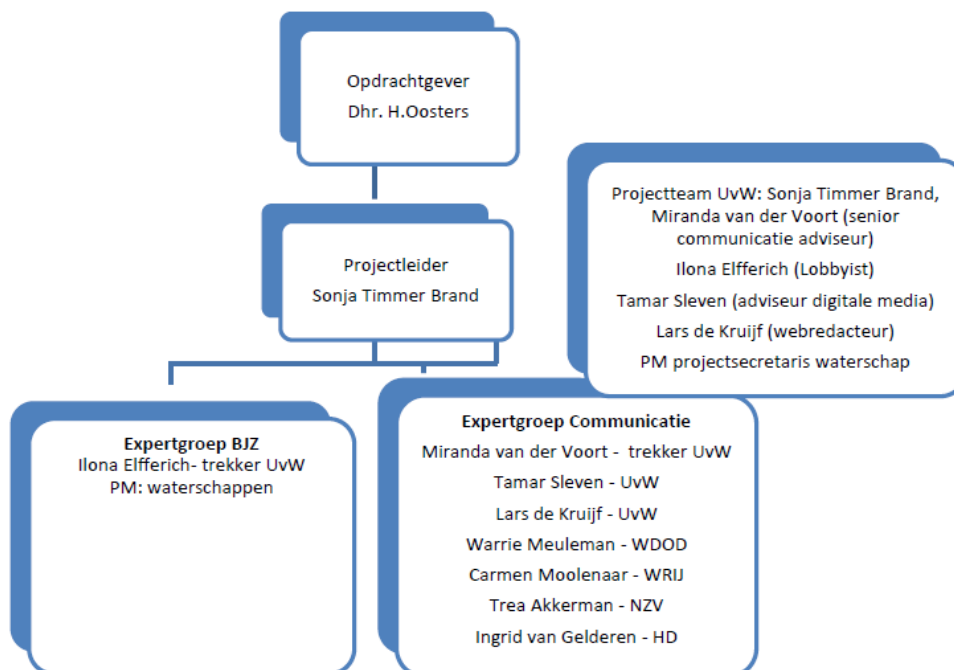 Opdrachtgever
Dhr. H.Oosters
Projectleider
Sonja Timmer Brand
Projectteam UvW: Sonja Timmer Brand,
Miranda van der Voort (senior
communicatie adviseur)
Ilona Elfferich (Lobbyist)
Tamar Sleven (adviseur digitale media)
Lars de Kruijf (webredacteur)
PM projectsecretaris waterschap
Expertgroep BJZ
Ilona Elfferich- trekker UvW
PM: waterschappen
Expertgroep Communicatie
Miranda van der Voort - trekker UvW
Tamar Sleven - UvW
Lars de Kruijf - UvW
Warrie Meuleman - WDOD
Carmen Moolenaar - WRIJ
Trea Akkerman - NZV
Ingrid van Gelderen - HD